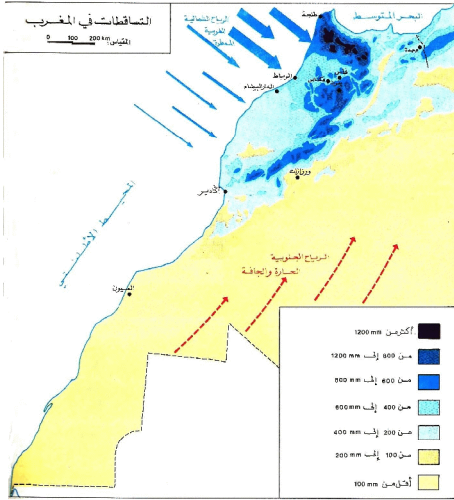 التساقطات في المغرب
المقياس: 0 100 200 km
البحر المتوسط
الرياح الشمالية
الغربية
الممطرة
طنجة
وجدة
فاس
مكناس
الرباط
الدار البيضاء
ورزازات
أكادير
المحيط الأطلنتي
الرياح الجنوبية
الحارة والجافة
العيون
أكثر من 1200 mm
من 800 إلى 1200 mm
من 600 إلى 800 mm
من 400 إلى 600 mm
من 200 إلى 400 mm
من 100 إلى 200 mm
أقل من 100 mm